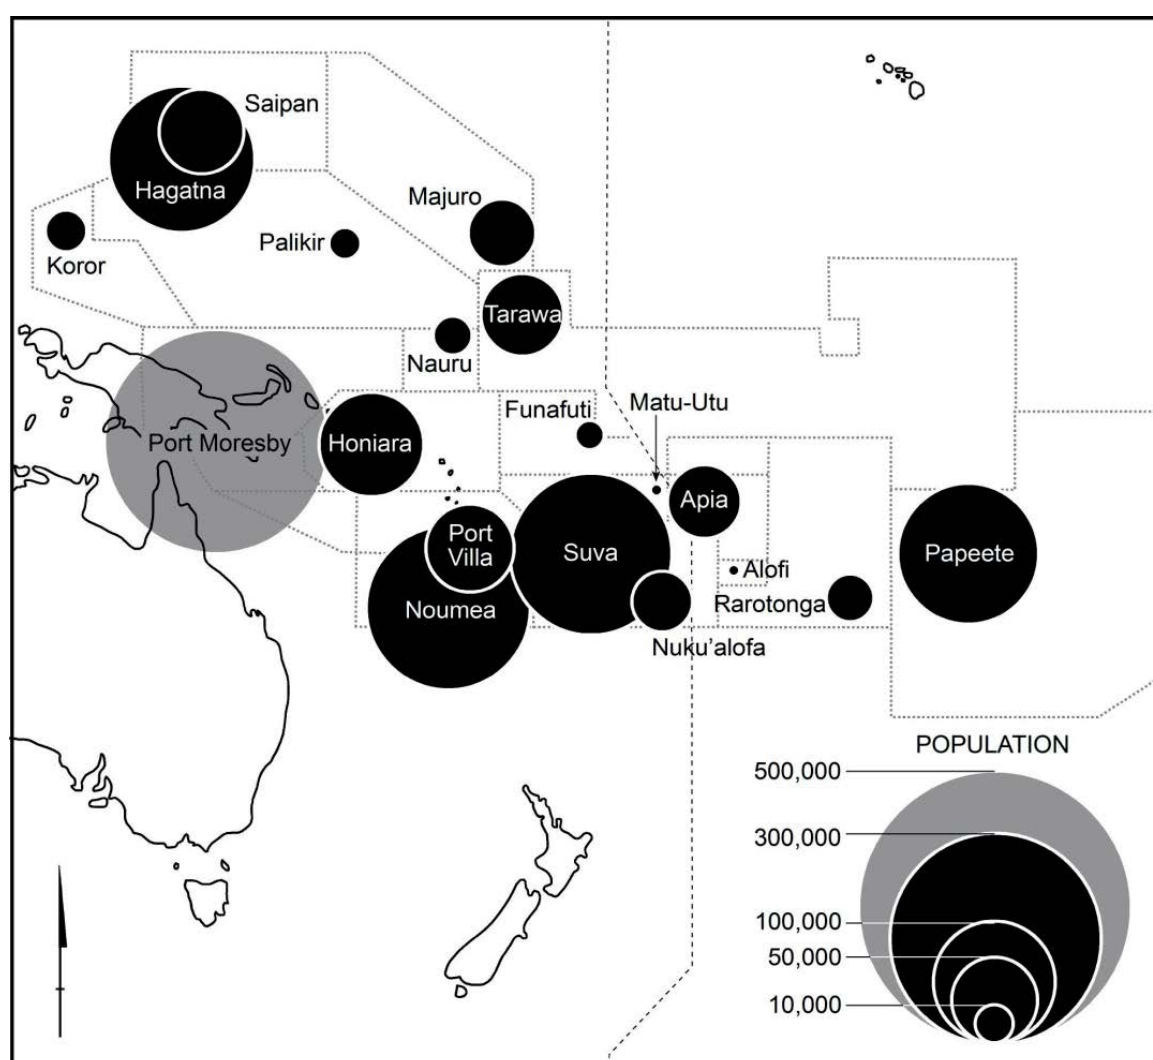 Saipan
Hagatna
Majuro
Palikir
Koror
Tarawa
Nauru
Funafuti
Matu-Utu
Port Moresby
Honiara
Apia
Port
Villa
Suva
Papeete
Alofi
Noumea
Rarotonga
Nuku'alofa
POPULATION
500,000
300,000
100,000
50,000
10,000